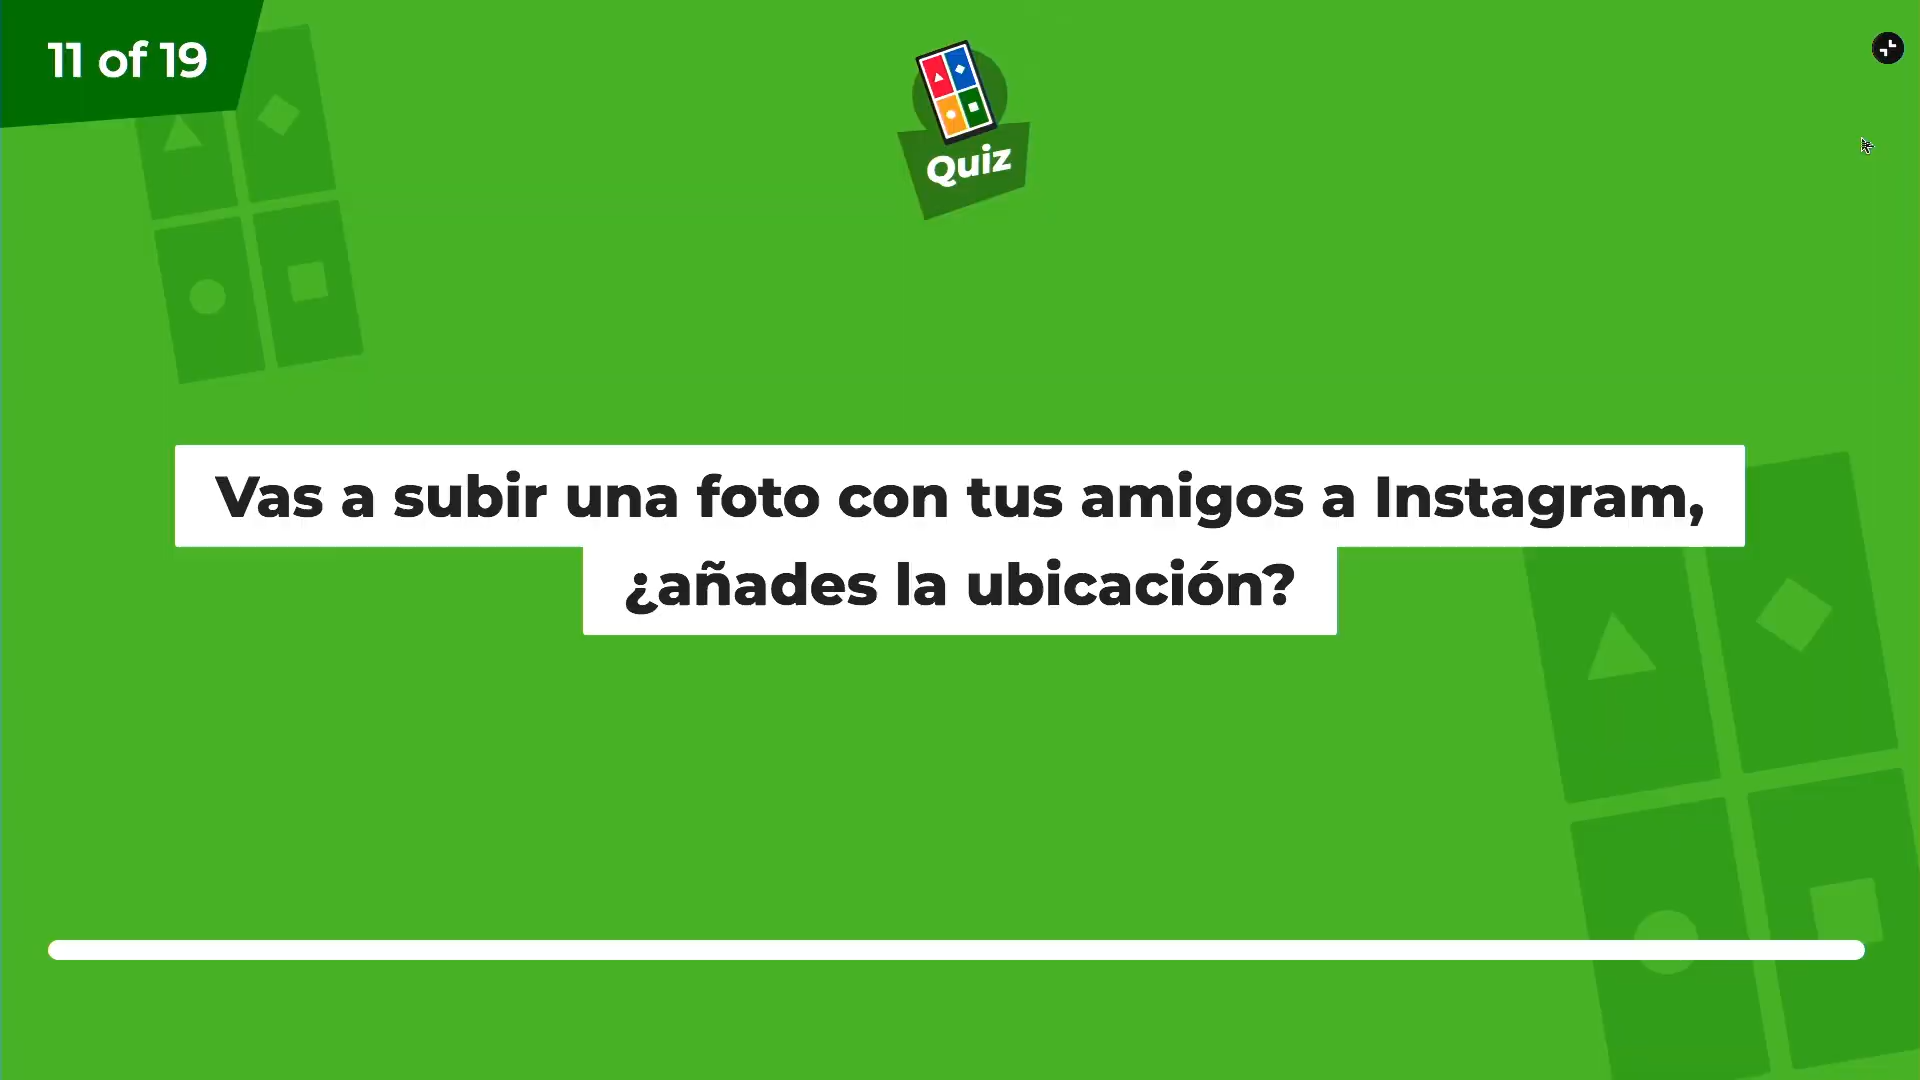 11 of 19
Quiz
Vas a subir una foto con tus amigos a Instagram,
¿añades la ubicación?